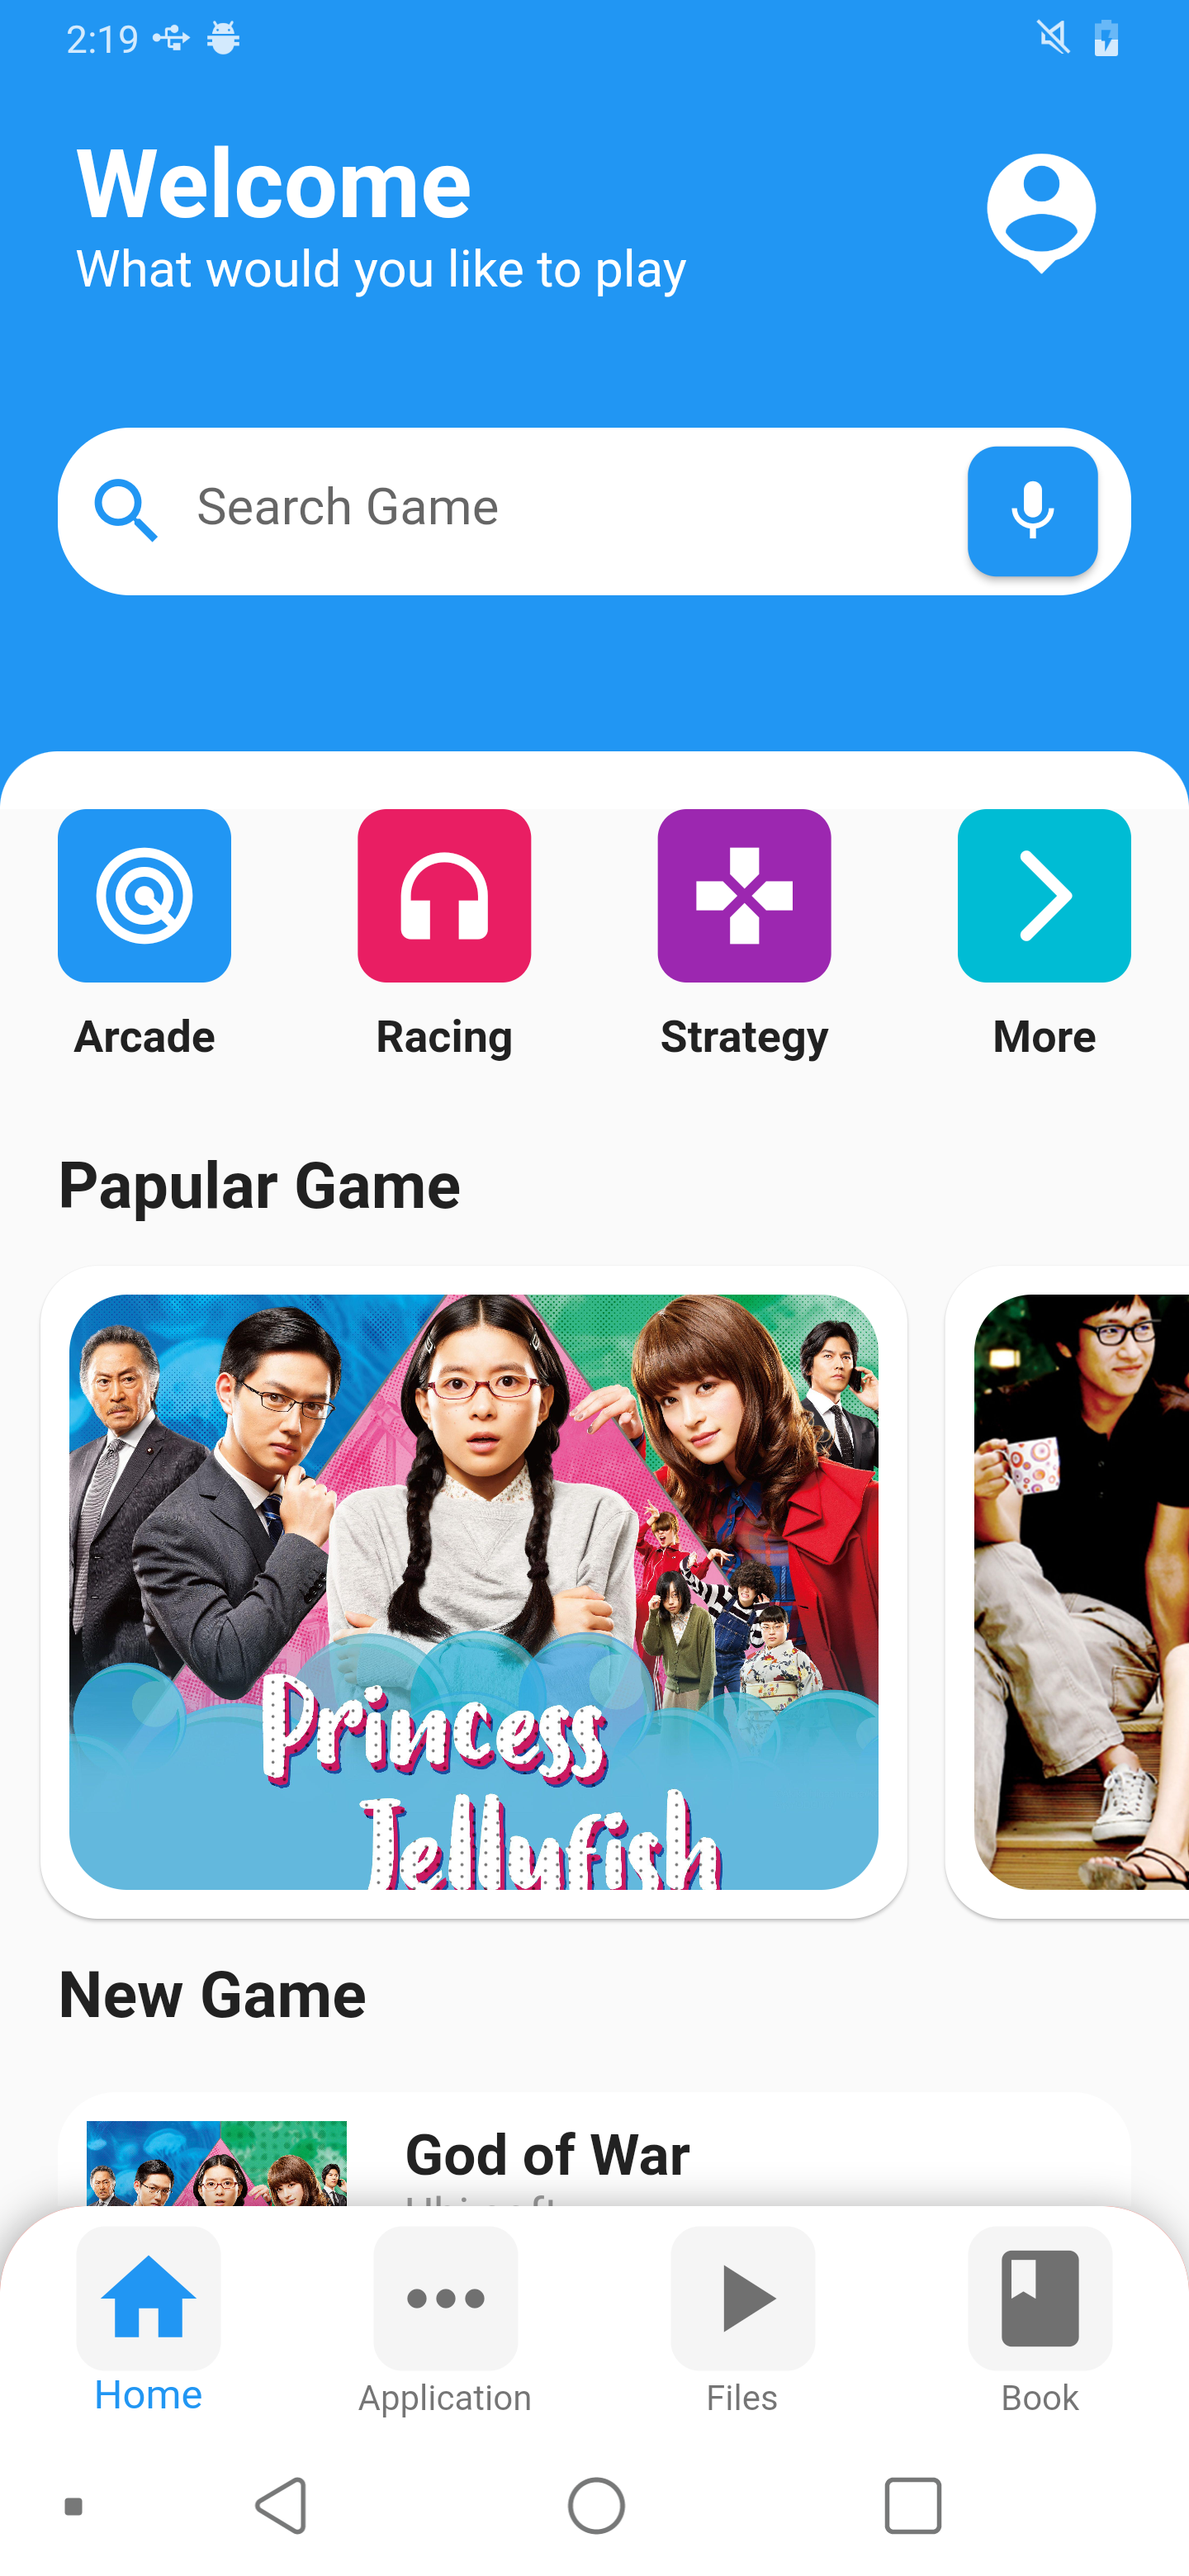 2:19
Welcome
What would you like to play
Search Game
Arcade
Racing
Strategy
More
Papular Game
Princess
Jellyfish
New Game
God of War
Home
Application
Files
Book